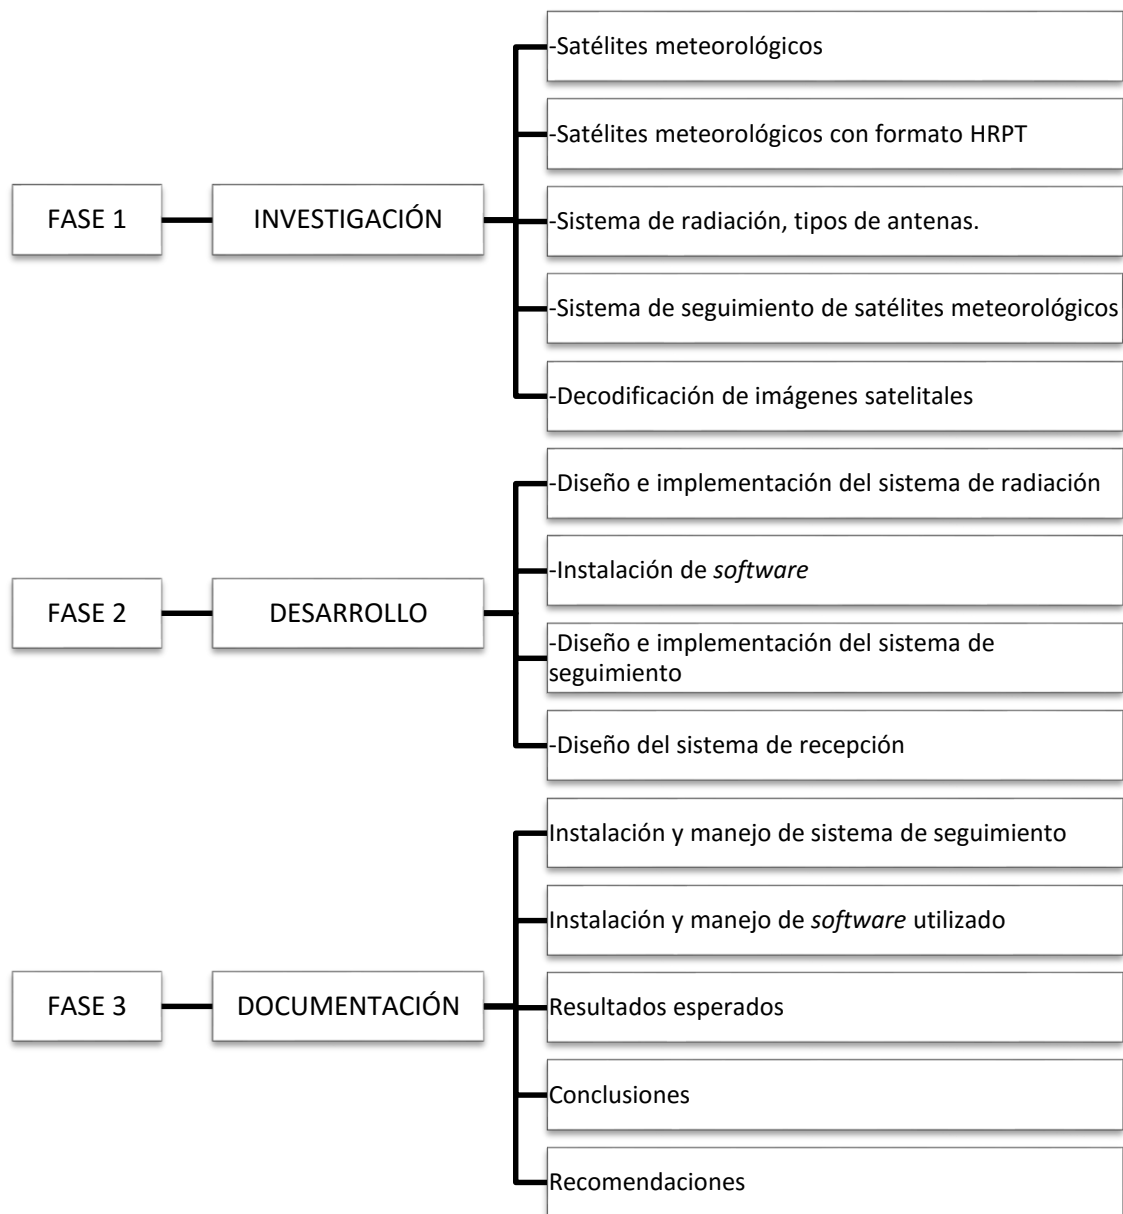 FASE 1
INVESTIGACIÓN
-Satélites meteorológicos
-Satélites meteorológicos con formato HRPT
-Sistema de radiación, tipos de antenas.
-Sistema de seguimiento de satélites meteorológicos
-Decodificación de imágenes satelitales
FASE 2
DESARROLLO
-Diseño e implementación del sistema de radiación
-Instalación de software
-Diseño e implementación del sistema de
seguimiento
-Diseño del sistema de recepción
FASE 3
DOCUMENTACIÓN
Instalación y manejo de sistema de seguimiento
Instalación y manejo de software utilizado
Resultados esperados
Conclusiones
Recomendaciones